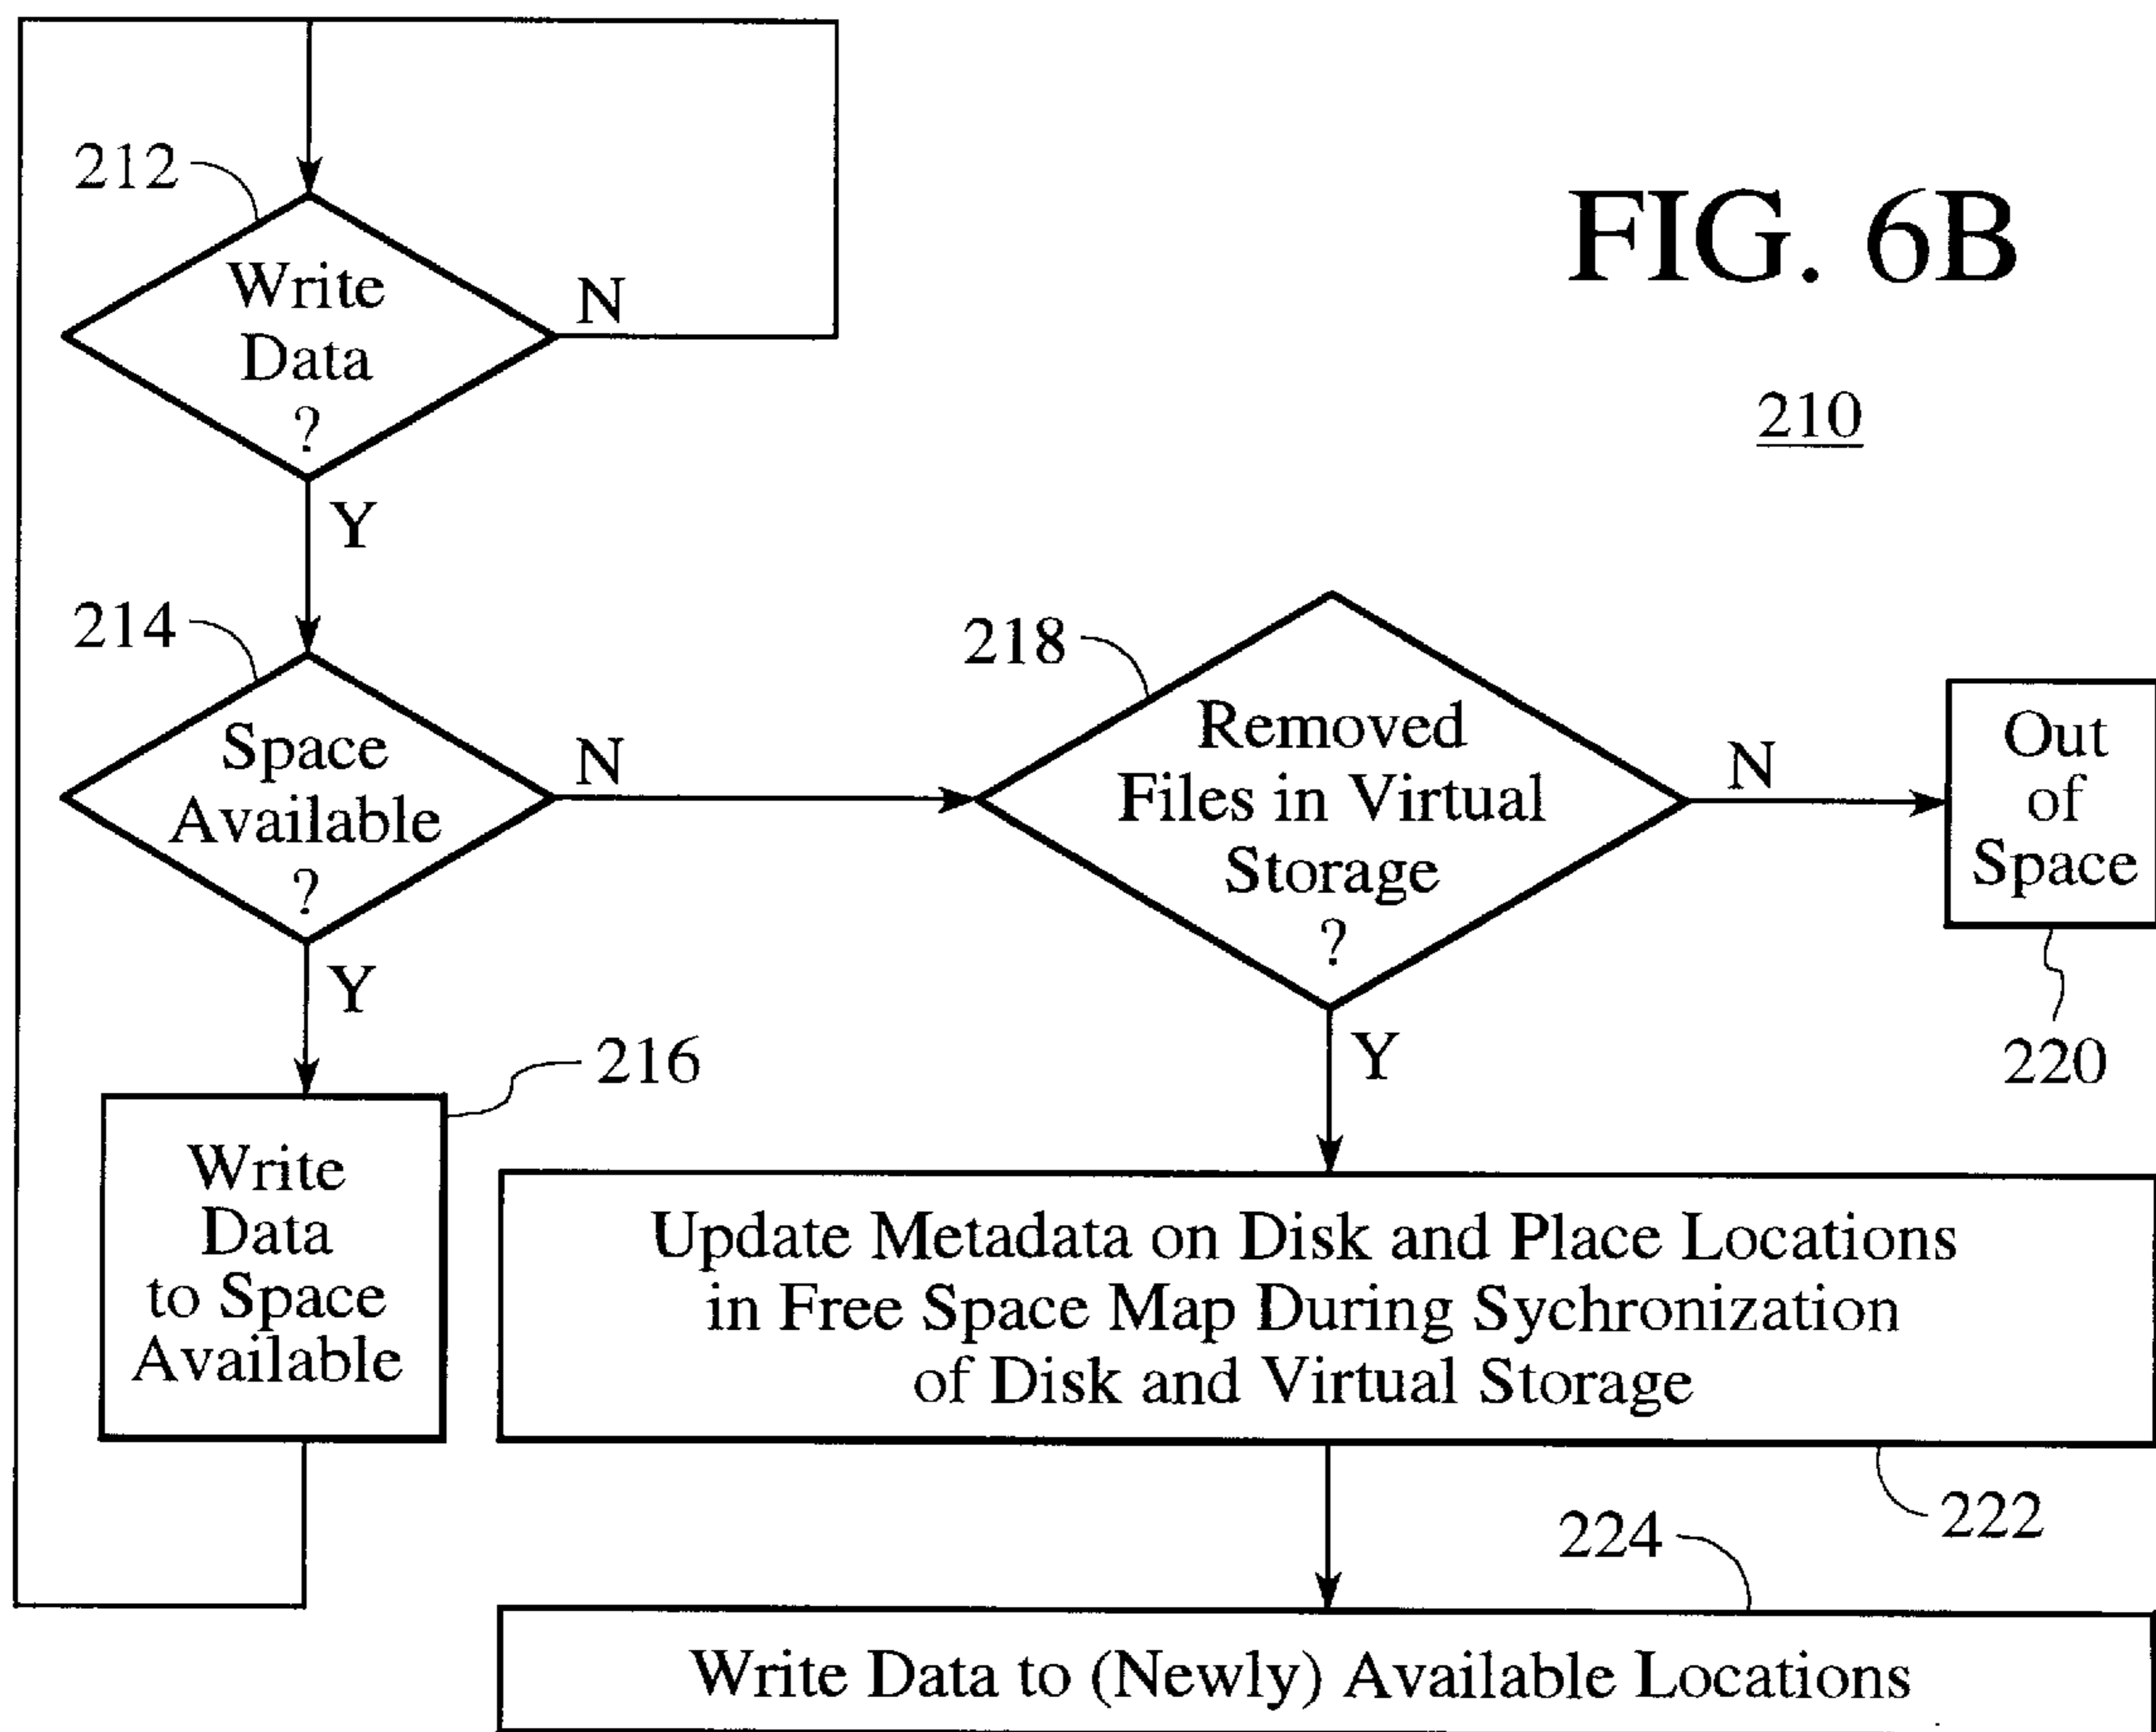 FIG. 6B
210
212
Write
Data
?
N
Y
214
Space
Available
?
N
Y
218
Removed
Files in Virtual
Storage
?
N
Y
Out
of
Space
220
216
Write
Data
to Space
Available
Update Metadata on Disk and Place Locations
in Free Space Map During Sychronization
of Disk and Virtual Storage
222
224
Write Data to (Newly) Available Locations